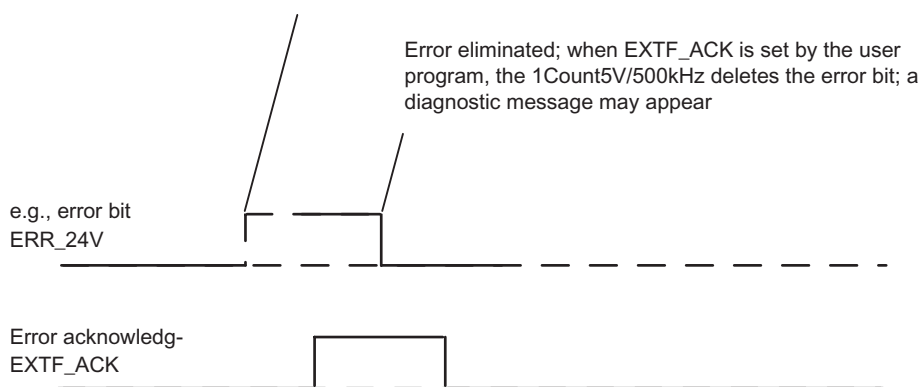 Error eliminated; when EXTF_ACK is set by the user
program, the 1Count5V/500kHz deletes the error bit; a
diagnostic message may appear
e.g., error bit
ERR_24V
Error acknowledg-
EXTF_ACK